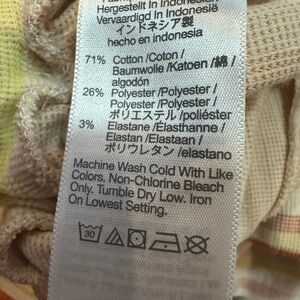 Hergestellt in Indonesien
Vervaardigd in Indonesië
インドネシア製
hecho en indonesia
71% Cotton /Coton /
Baumwolle /Katoen /綿 /
algodón
26% Polyester /Polyester /
Polyester /Polyester /
ポリエステル /poliéster
3% Elastane /Élasthanne /
Elastan /Elastaan /
ポリウレタン /elastano
Machine Wash Cold With Like
Colors. Non-Chlorine Bleach
Only. Tumble Dry Low. Iron
On Lowest Setting.
30